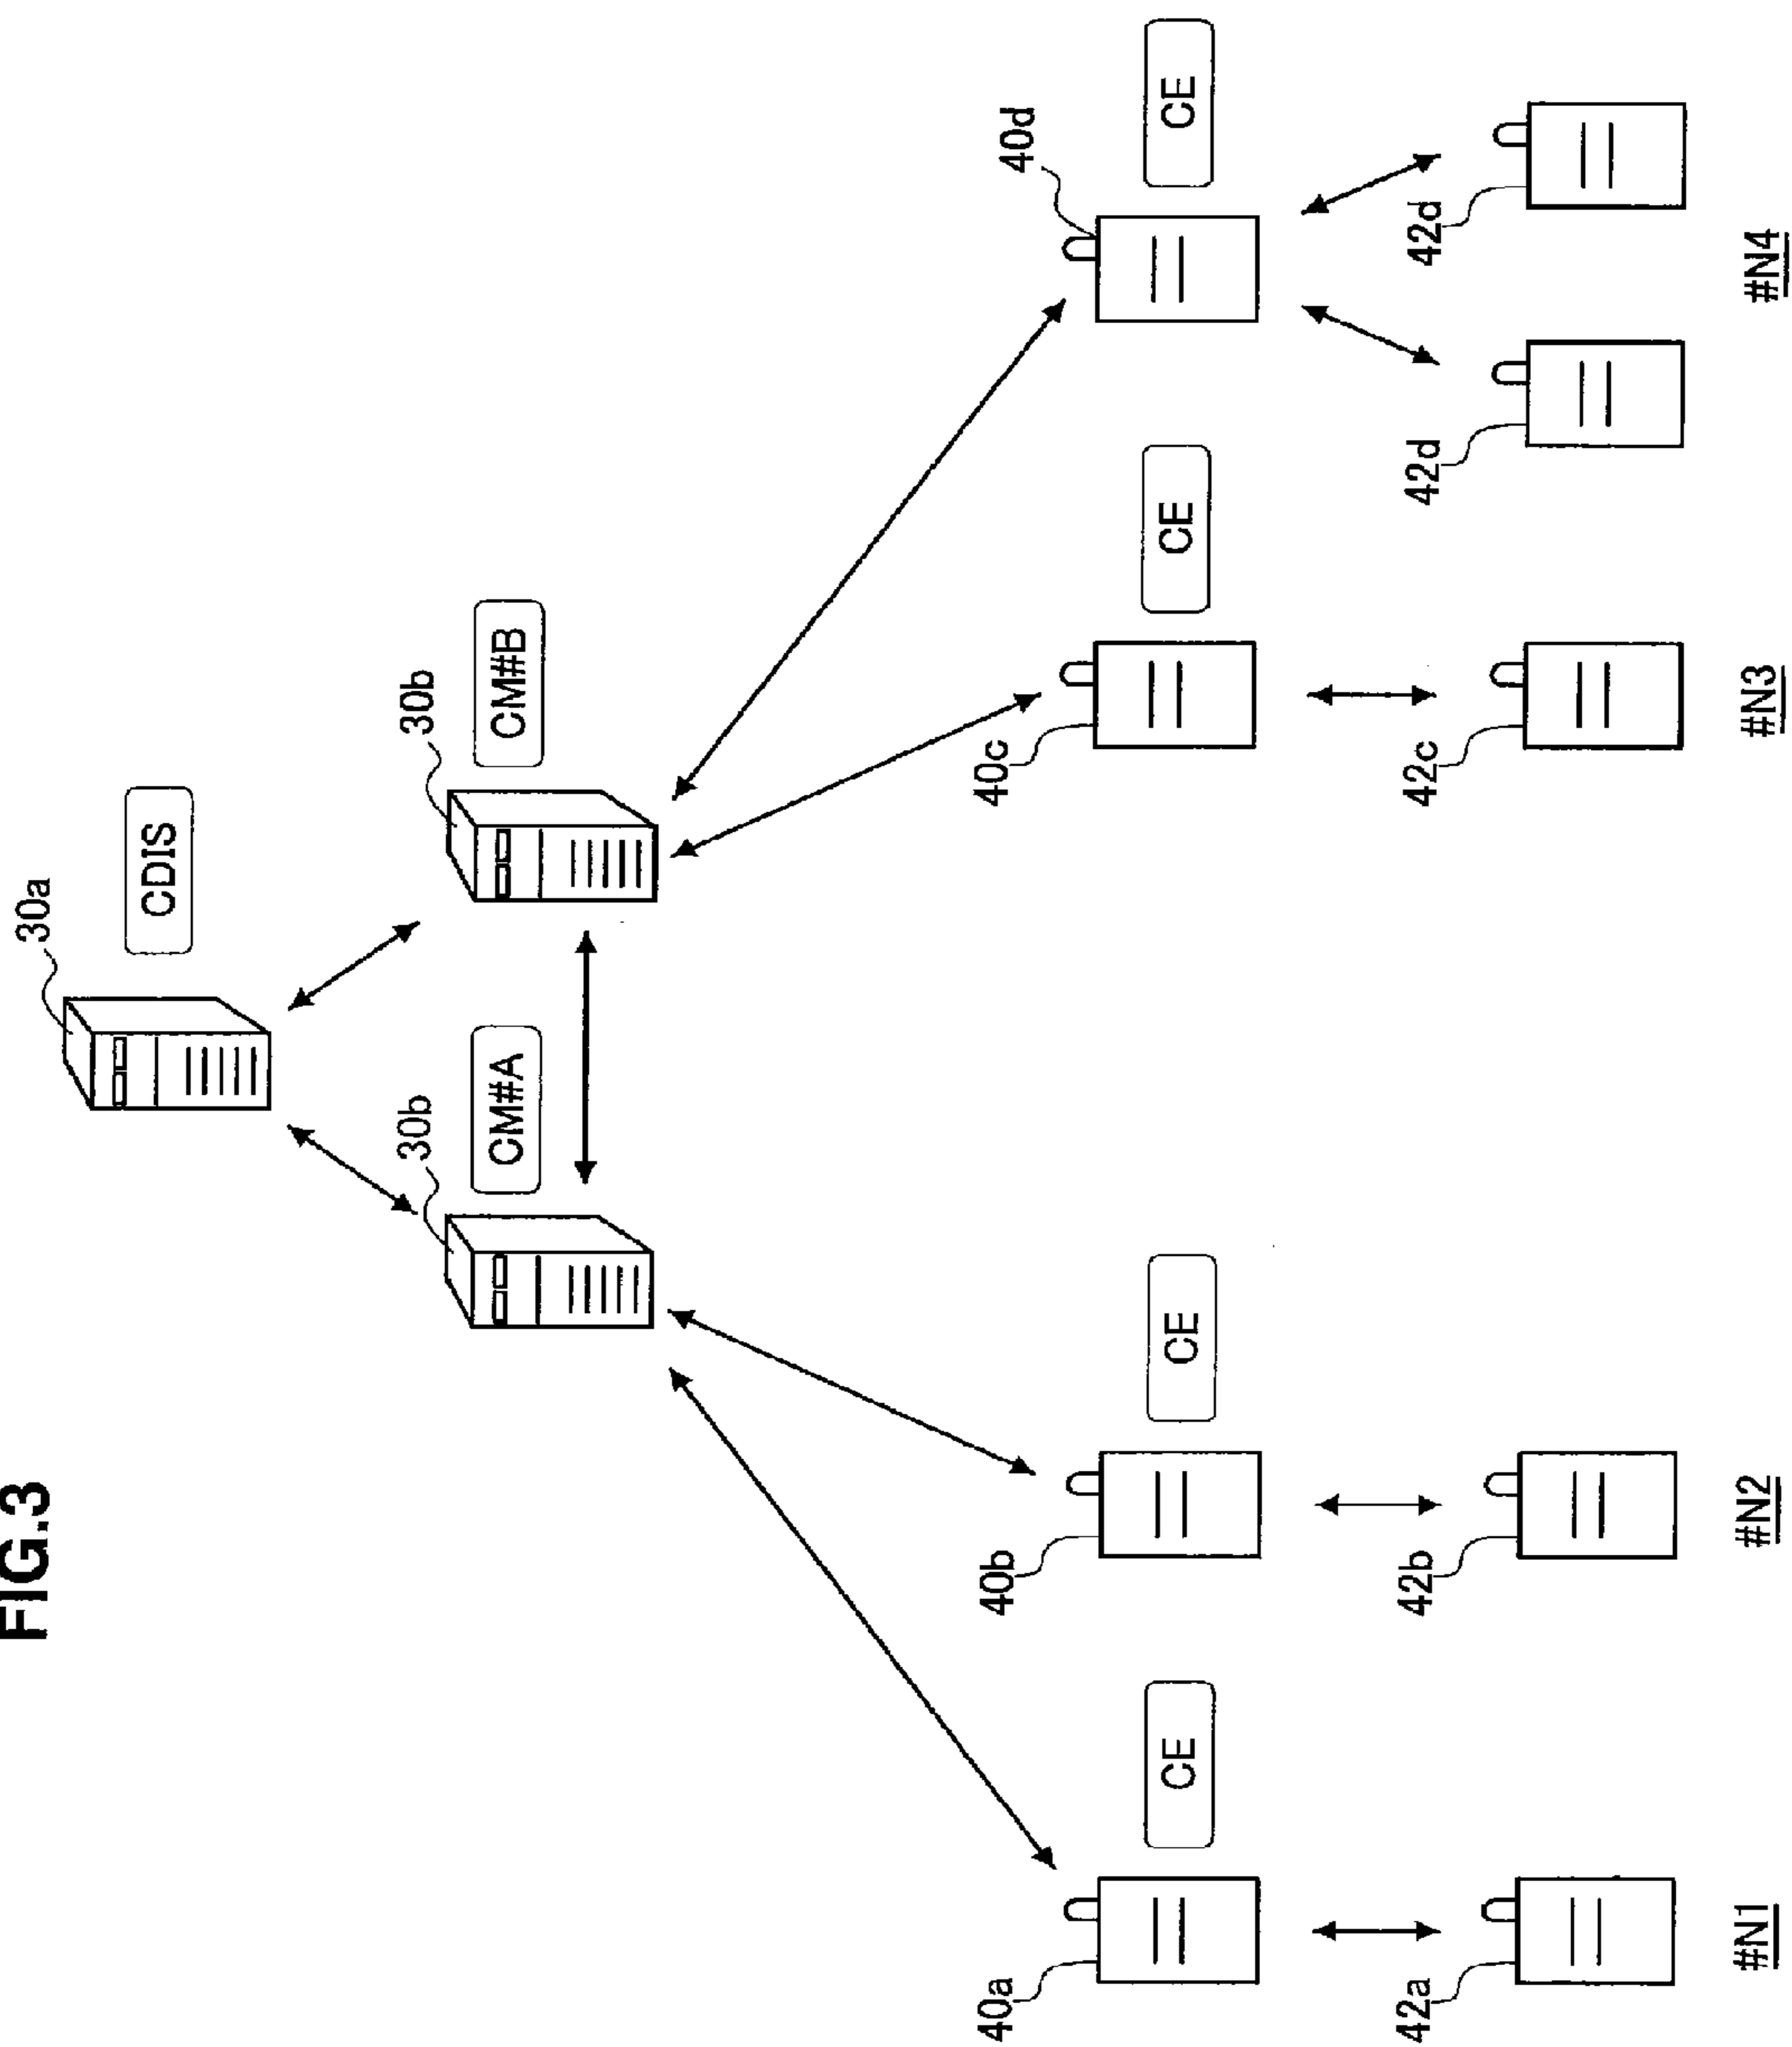 FIG.3
30a
CDIS
30b
CM#A
30b
CM#B
40a
CE
40b
CE
40c
CE
40d
CE
42a
42b
42c
42d
42d
#N1
#N2
#N3
#N4